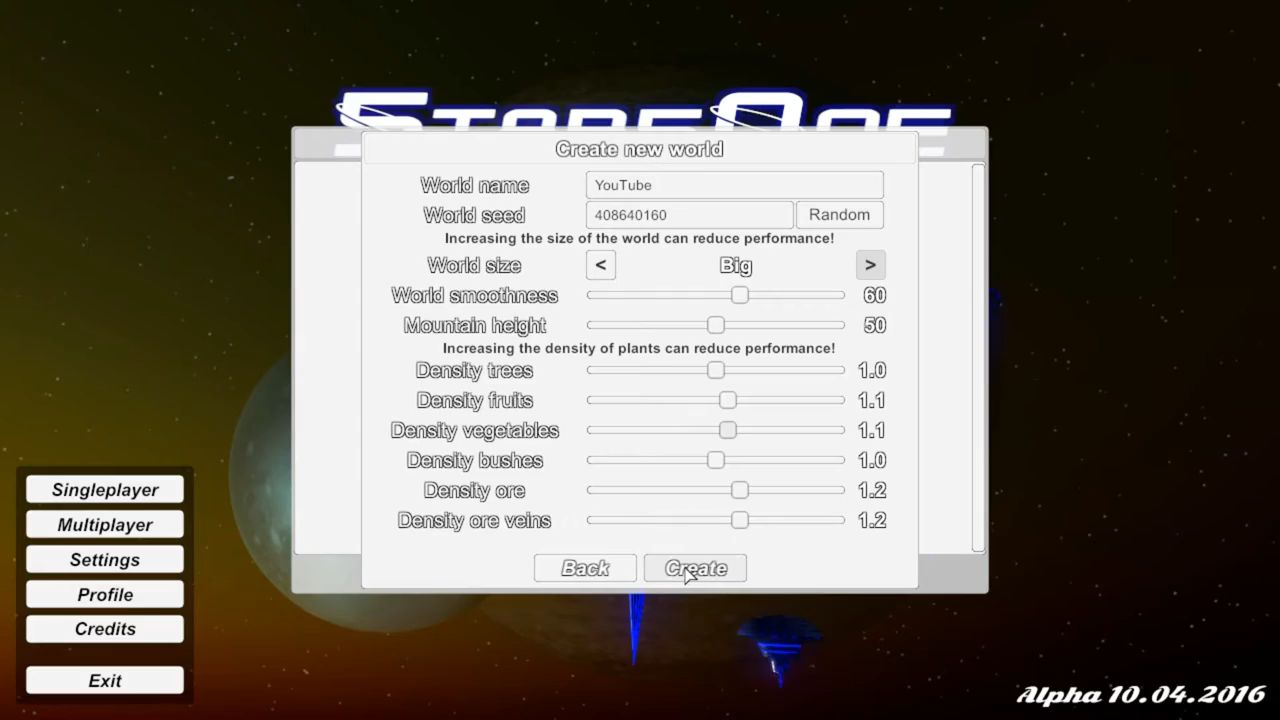 Create new world
World name YouTube
World seed 408640160 Random
Increasing the size of the world can reduce performance!
World size < Big >
World smoothness 60
Mountain height 50
Increasing the density of plants can reduce performance!
Density trees 1.0
Density fruits 1.1
Density vegetables 1.1
Density bushes 1.0
Density ore 1.2
Density ore veins 1.2
Back Create
Singleplayer
Multiplayer
Settings
Profile
Credits
Exit
Alpha 10.04.2016